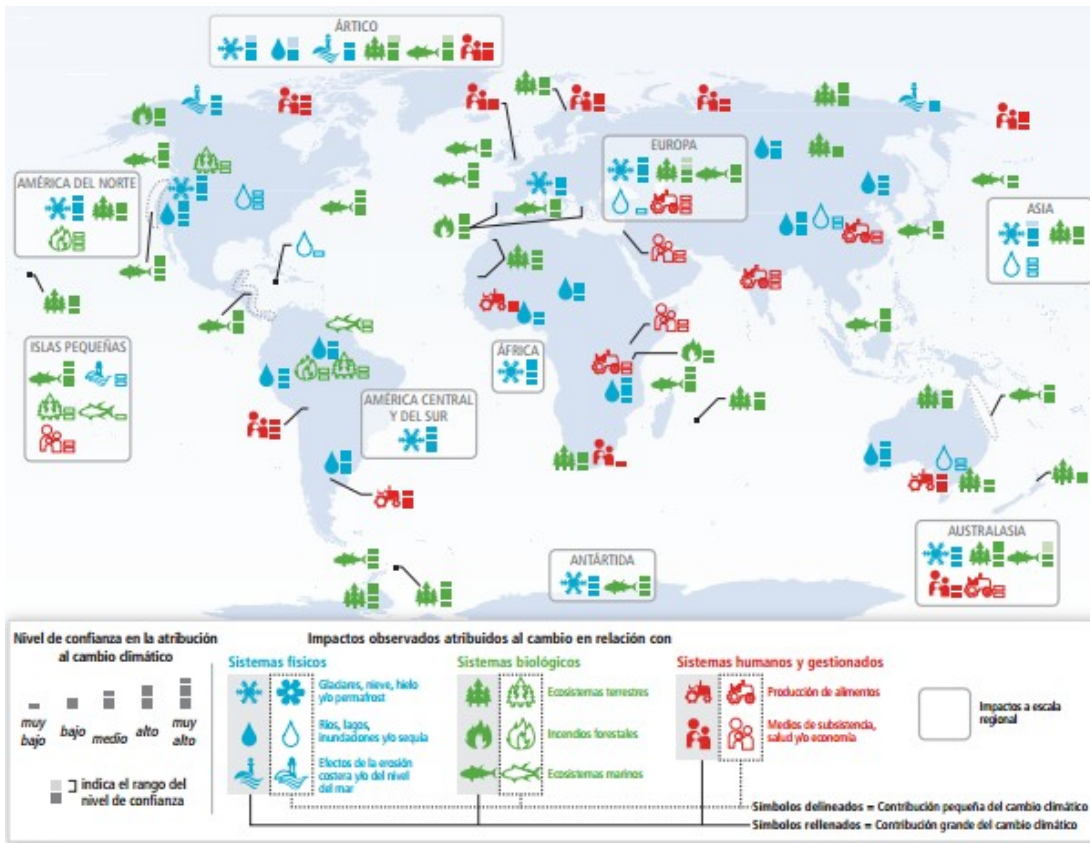 ÁRTICO
EUROPA
AMÉRICA DEL NORTE
ASIA
ISLAS PEQUEÑAS
ÁFRICA
AMÉRICA CENTRAL
Y DEL SUR
ANTÁRTIDA
AUSTRALASIA
Nivel de confianza en la atribución
al cambio climático
muy
bajo
bajo
medio
alto
muy
alto
indica el rango del
nivel de confianza
Impactos observados atribuidos al cambio en relación con
Sistemas físicos
Glaciares, nieve, hielo
y/o permafrost
Ríos, lagos,
inundaciones y/o sequía
Efectos de la erosión
costera y/o del nivel
del mar
Sistemas biológicos
Ecosistemas terrestres
Incendios forestales
Ecosistemas marinos
Sistemas humanos y gestionados
Producción de alimentos
Medios de subsistencia,
salud y/o economía
Impactos a escala
regional
Símbolos delineados = Contribución pequeña del cambio climático
Símbolos rellenados = Contribución grande del cambio climático